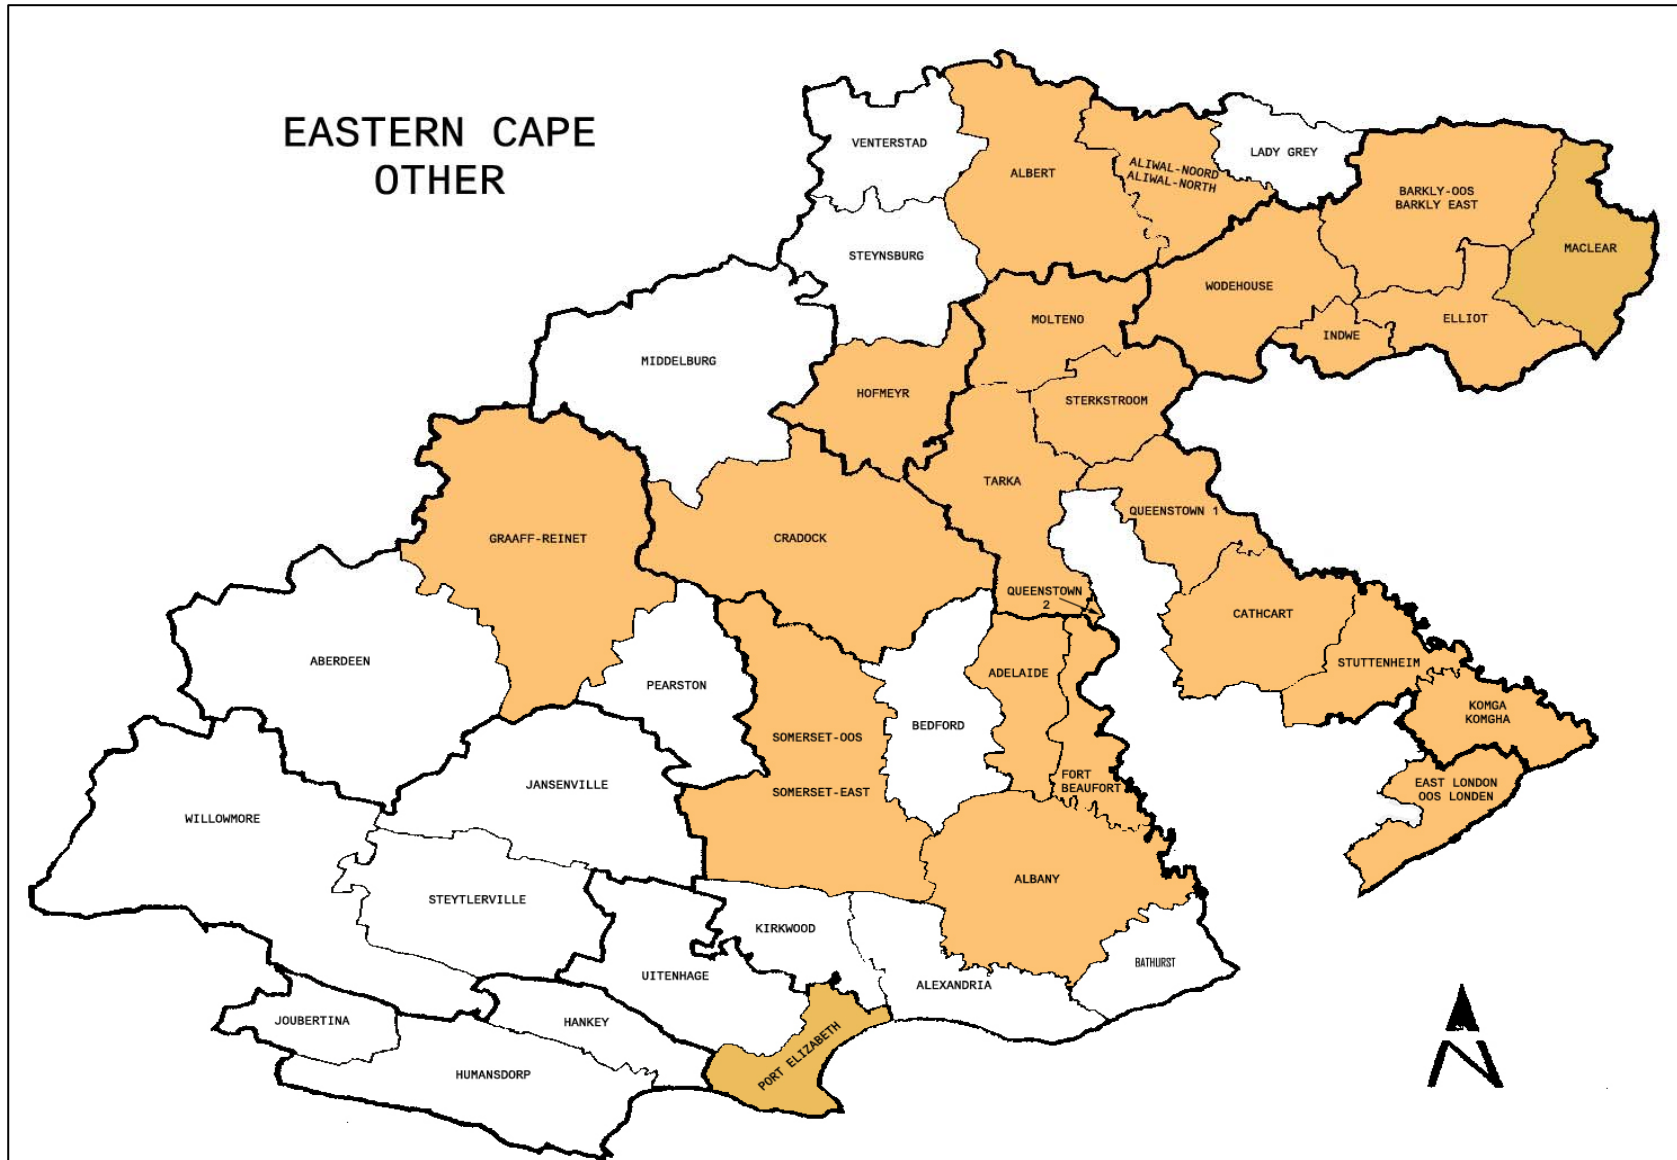 EASTERN CAPE
OTHER
VENTERSTAD
ALBERT
ALIWAL-NOORD
ALIWAL-NORTH
LADY GREY
BARKLY-OOS
BARKLY EAST
MACLEAR
STEYNSBURG
WODEHOUSE
MOLTENO
ELLIOT
INDWE
MIDDELBURG
HOFMEYR
STERKSTROOM
TARKA
QUEENSTOWN 1
GRAAFF-REINET
CRADOCK
QUEENSTOWN
2
CATHCART
ABERDEEN
PEARSTON
ADELAIDE
STUTTENHEIM
BEDFORD
KOMGA
KOMGHA
SOMERSET-OOS
SOMERSET-EAST
JANSENVILLE
FORT
BEAUFORT
EAST LONDON
OOS LONDEN
WILLOWMORE
ALBANY
STEYTLERVILLE
KIRKWOOD
UITENHAGE
ALEXANDRIA
BATHURST
JOUBERTINA
HANKEY
PORT ELIZABETH
HUMANSDORP
N